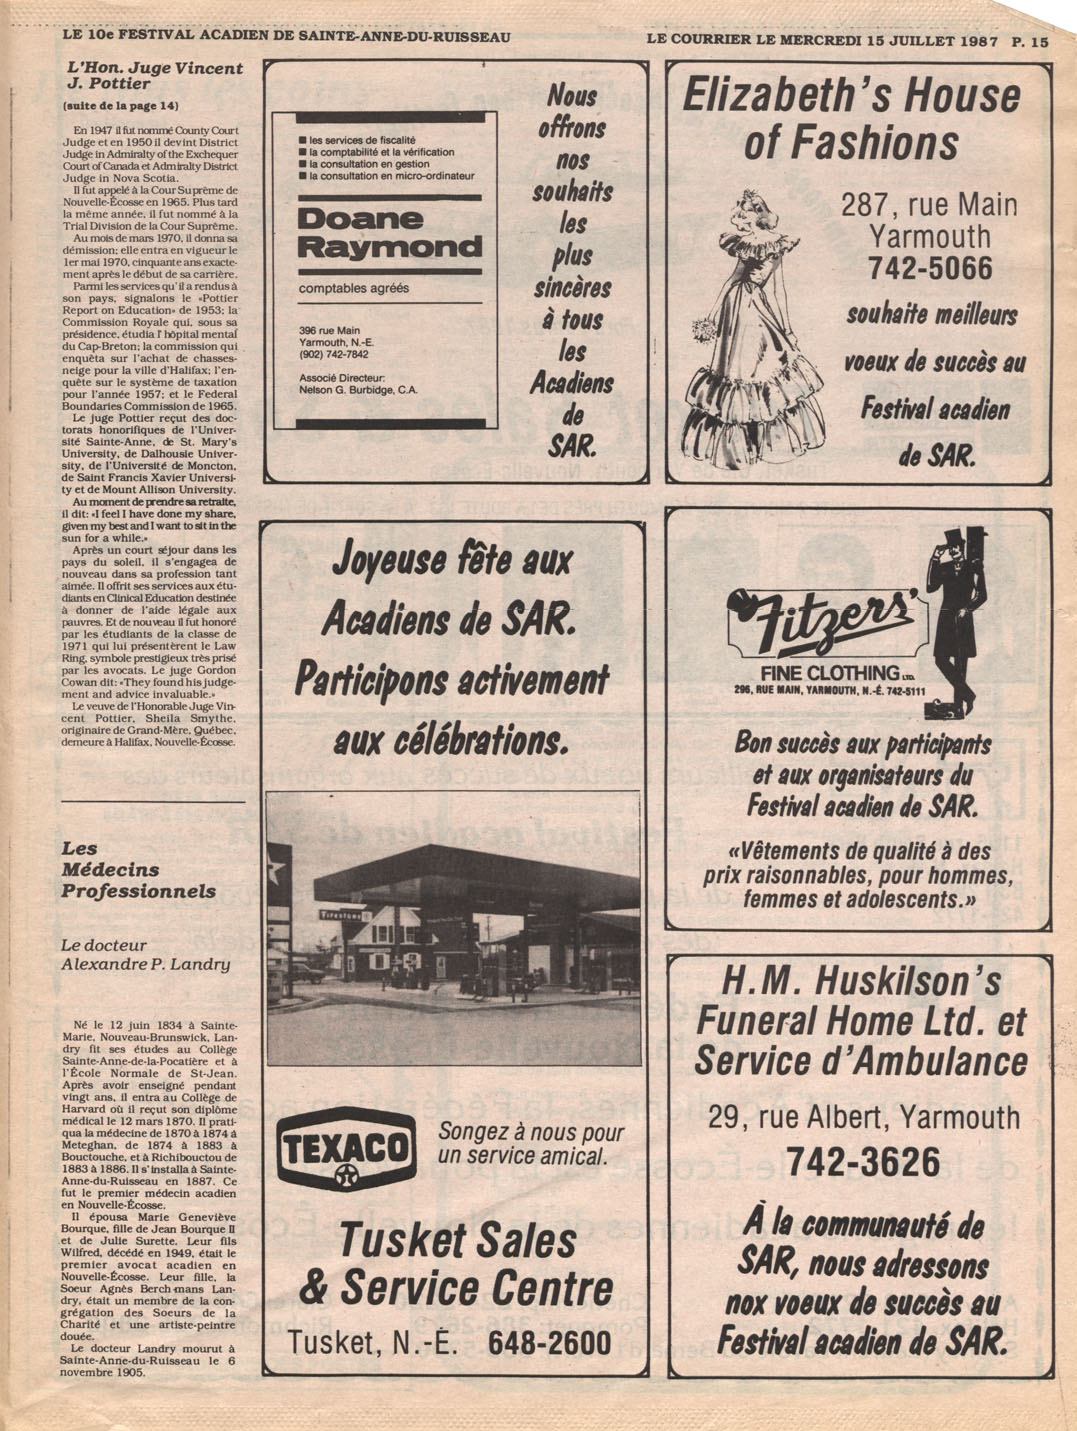 LE 10e FESTIVAL ACADIEN DE SAINTE-ANNE-DU-RUISSEAU
LE COURRIER LE MERCREDI 15 JUILLET 1987 P. 15
L'Hon. Juge Vincent
J. Pottier
(suite de la page 14)
En 1947 il fut nommé County Court
Judge et en 1950 il devint District
Judge in Admiralty of the Exchequer
Court of Canada et Admiralty District
Judge in Nova Scotia.
Il fut appelé à la Cour Suprème de
Nouvelle-Écosse en 1965. Plus tard
la même année, il fut nommé à la
Trial Division de la Cour Suprème.
Au mois de mars 1970, il donna sa
démission; elle entra en vigueur le
1er mai 1970, cinquante ans exacte-
ment après le début de sa carrière.
Parmi les services qu'il a rendus à
son pays, signalons le «Pottier
Report on Education» de 1953; la
Commission Royale qui, sous sa
présidence, étudia l' hôpital mental
du Cap-Breton; la commission qui
enquêta sur l'achat de chasses-
neige pour la ville d'Halifax; l'en-
quête sur le système de taxation
pour l'année 1957; et le Federal
Boundaries Commission de 1965.
Le juge Pottier reçut des doc-
torats honorifiques de l'Univer-
sité Sainte-Anne, de St. Mary's
University, de Dalhousie Univer-
sity, de l'Université de Moncton,
de Saint Francis Xavier Universi-
ty et de Mount Allison University.
Au moment de prendre sa retraite,
il dit: «I feel I have done my share,
given my best and I want to sit in the
sun for a while.»
Après un court séjour dans les
pays du soleil, il s'engagea de
nouveau dans sa profession tant
aimée. Il offrit ses services aux étu-
diants en Clinical Education destinée
à donner de l'aide légale aux
pauvres. Et de nouveau il fut honoré
par les étudiants de la classe de
1971 qui lui présentèrent le Law
Ring, symbole prestigieux très prisé
par les avocats. Le juge Gordon
Cowan dit: «They found his judge-
ment and advice invaluable.»
Le veuve de l'Honorable Juge Vin-
cent Pottier, Sheila Smythe,
originaire de Grand-Mère, Québec,
demeure à Halifax, Nouvelle-Écosse.
Les
Médecins
Professionnels
Le docteur
Alexandre P. Landry
Né le 12 juin 1834 à Sainte-
Marie, Nouveau-Brunswick, Lan-
dry fit ses études au Collège
Sainte-Anne-de-la-Pocatière et à
l'École Normale de St-Jean.
Après avoir enseigné pendant
vingt ans, il entra au Collège de
Harvard où il reçut son diplôme
médical le 12 mars 1870. Il prati-
qua la médecine de 1870 à 1874 à
Meteghan, de 1874 à 1883 à
Bouctouche, et à Richibouctou de
1883 à 1886. Il s'installa à Sainte-
Anne-du-Ruisseau en 1887. Ce
fut le premier médecin acadien
en Nouvelle-Écosse.
Il épousa Marie Geneviève
Bourque, fille de Jean Bourque II
et de Julie Surette. Leur fils
Wilfred, décédé en 1949, était le
premier avocat acadien en
Nouvelle-Écosse. Leur fille, la
Soeur Agnès Berchmans Lan-
dry, était un membre de la con-
grégation des Soeurs de la
Charité et une artiste-peintre
douée.
Le docteur Landry mourut à
Sainte-Anne-du-Ruisseau le 6
novembre 1905.
■ les services de fiscalité
■ la comptabilité et la vérification
■ la consultation en gestion
■ la consultation en micro-ordinateur
Doane
Raymond
comptables agréés
396 rue Main
Yarmouth, N.-E.
(902) 742-7842
Associé Directeur:
Nelson G. Burbidge, C.A.
Nous
offrons
nos
souhaits
les
plus
sincères
à tous
les
Acadiens
de
SAR.
Elizabeth's House
of Fashions
287, rue Main
Yarmouth
742-5066
souhaite meilleurs
voeux de succès au
Festival acadien
de SAR.
Joyeuse fête aux
Acadiens de SAR.
Participons activement
aux célébrations.
Firestone
TEXACO
Songez à nous pour
un service amical.
Tusket Sales
& Service Centre
Tusket, N.-É. 648-2600
Fitzers'
FINE CLOTHING LTD.
296, RUE MAIN, YARMOUTH, N.-É. 742-5111
Bon succès aux participants
et aux organisateurs du
Festival acadien de SAR.
«Vêtements de qualité à des
prix raisonnables, pour hommes,
femmes et adolescents.»
H.M. Huskilson's
Funeral Home Ltd. et
Service d'Ambulance
29, rue Albert, Yarmouth
742-3626
À la communauté de
SAR, nous adressons
nox voeux de succès au
Festival acadien de SAR.